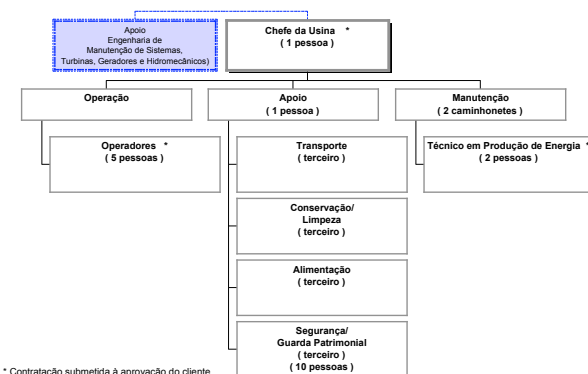 Apoio
Engenharia de
Manutenção de Sistemas,
Turbinas, Geradores e Hidromecânicos)
Chefe da Usina *
( 1 pessoa )
Operação
Apoio
( 1 pessoa )
Manutenção
( 2 caminhonetes )
Operadores *
( 5 pessoas )
Transporte
( terceiro )
Técnico em Produção de Energia *
( 2 pessoas )
Conservação/
Limpeza
( terceiro )
Alimentação
( terceiro )
Segurança/
Guarda Patrimonial
( terceiro )
( 10 pessoas )
* Contratação submetida à aprovação do cliente